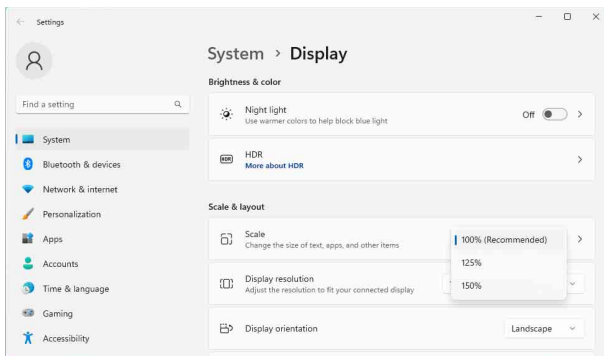 Settings
System > Display
Brightness & color
Find a setting
Night light
Use warmer colors to help block blue light
Off
HDR
HDR
More about HDR
System
Bluetooth & devices
Network & internet
Personalization
Apps
Accounts
Time & language
Gaming
Accessibility
Scale & layout
Scale
Change the size of text, apps, and other items
100% (Recommended)
125%
150%
Display resolution
Adjust the resolution to fit your connected display
Display orientation
Landscape